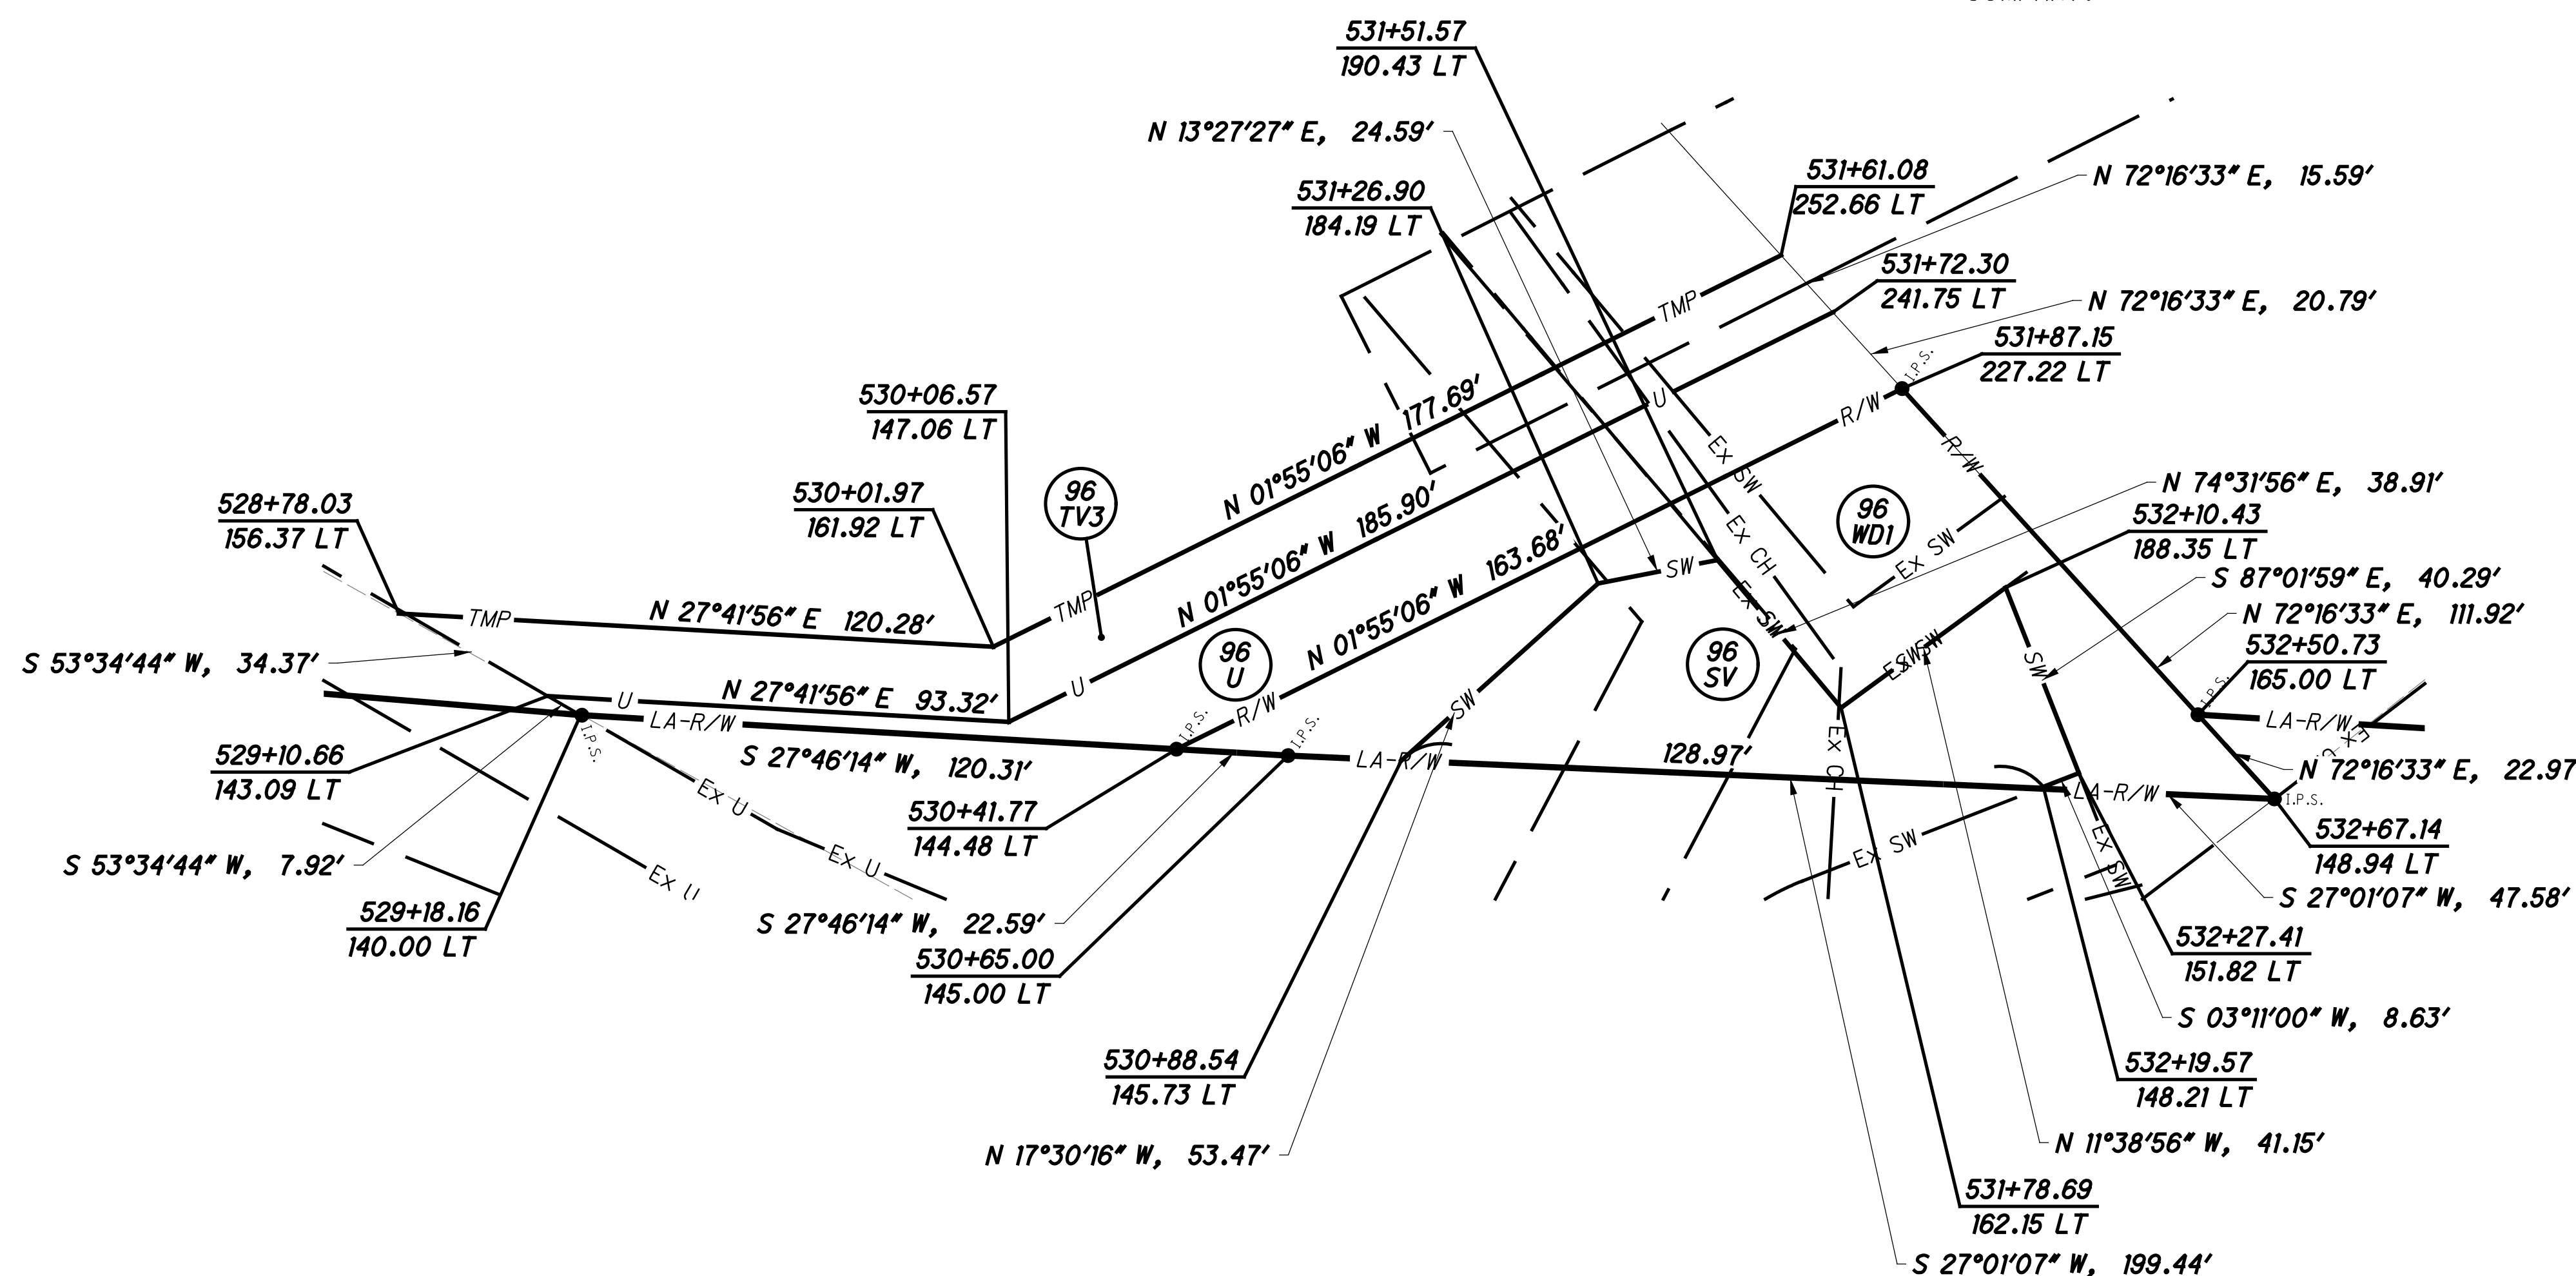 531+51.57
190.43 LT
N 13°27'27" E, 24.59'
531+26.90
184.19 LT
531+61.08
252.66 LT
N 72°16'33" E, 15.59'
531+72.30
241.75 LT
N 72°16'33" E, 20.79'
531+87.15
227.22 LT
I.P.S.
TMP
N 01°55'06" W 177.69'
U
R/W
R/W
530+06.57
147.06 LT
530+01.97
161.92 LT
96
TV3
528+78.03
156.37 LT
TMP
N 27°41'56" E 120.28'
TMP
N 01°55'06" W 185.90'
N 01°55'06" W 163.68'
Ex SW
Ex CH
96
WD1
Ex SW
N 74°31'56" E, 38.91'
532+10.43
188.35 LT
S 87°01'59" E, 40.29'
N 72°16'33" E, 111.92'
532+50.73
165.00 LT
SW
Ex SW
S 53°34'44" W, 34.37'
96
U
96
SV
SW
SW
I.P.S.
U
N 27°41'56" E 93.32'
U
R/W
SW
LA-R/W
I.P.S.
I.P.S.
I.P.S.
LA-R/W
LA-R/W
128.97'
Ex CH
LA-R/W
529+10.66
143.09 LT
S 27°46'14" W, 120.31'
N 72°16'33" E, 22.97
I.P.S.
Ex U
Ex U
Ex U
530+41.77
144.48 LT
Ex SW
Ex SW
532+67.14
148.94 LT
S 53°34'44" W, 7.92'
S 27°01'07" W, 47.58'
529+18.16
140.00 LT
S 27°46'14" W, 22.59'
530+65.00
145.00 LT
532+27.41
151.82 LT
S 03°11'00" W, 8.63'
530+88.54
145.73 LT
532+19.57
148.21 LT
N 17°30'16" W, 53.47'
N 11°38'56" W, 41.15'
531+78.69
162.15 LT
S 27°01'07" W, 199.44'